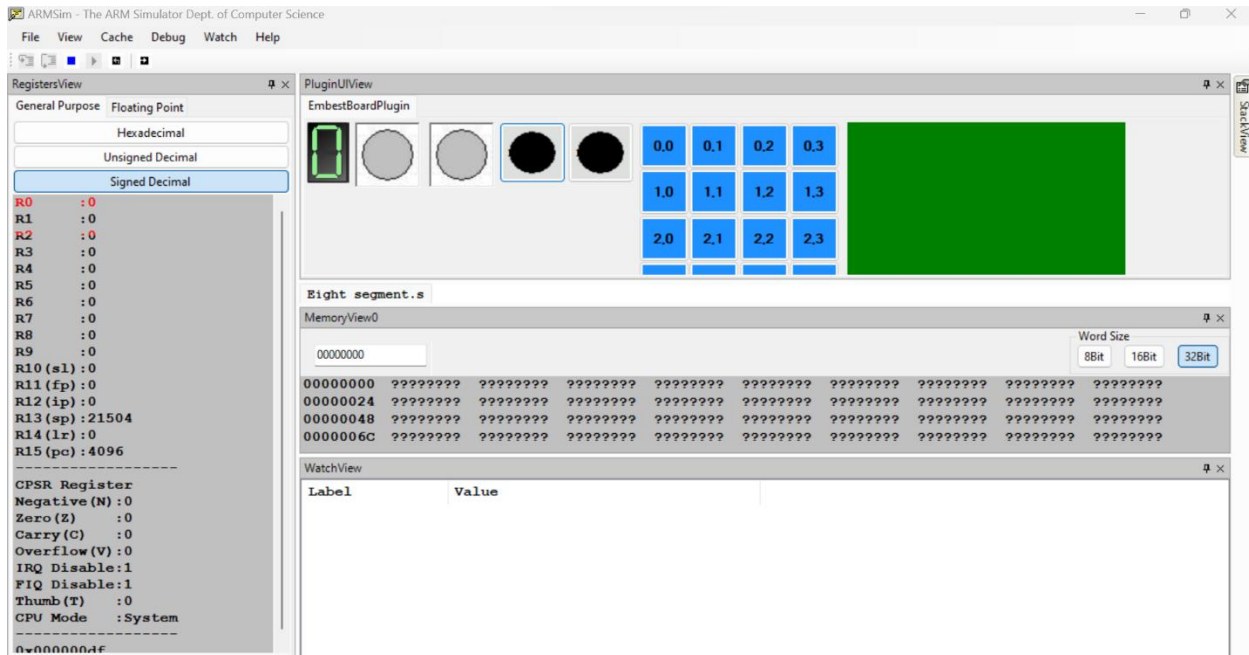 ARMSim - The ARM Simulator Dept. of Computer Science
File View Cache Debug Watch Help
RegistersView
General Purpose Floating Point
Hexadecimal
Unsigned Decimal
Signed Decimal
R0 :0
R1 :0
R2 :0
R3 :0
R4 :0
R5 :0
R6 :0
R7 :0
R8 :0
R9 :0
R10(sl):0
R11(fp):0
R12(ip):0
R13(sp):21504
R14(lr):0
R15(pc):4096
-------------------
CPSR Register
Negative(N):0
Zero(Z) :0
Carry(C) :0
Overflow(V):0
IRQ Disable:1
FIQ Disable:1
Thumb(T) :0
CPU Mode :System
-------------------
0x000000df
PluginUIView
EmbestBoardPlugin
0
0,0 0,1 0,2 0,3
1,0 1,1 1,2 1,3
2,0 2,1 2,2 2,3
Eight segment.s
MemoryView0
00000000
Word Size
8Bit 16Bit 32Bit
00000000 ???????? ???????? ???????? ???????? ???????? ???????? ???????? ???????? ????????
00000024 ???????? ???????? ???????? ???????? ???????? ???????? ???????? ???????? ????????
00000048 ???????? ???????? ???????? ???????? ???????? ???????? ???????? ???????? ????????
0000006C ???????? ???????? ???????? ???????? ???????? ???????? ???????? ???????? ????????
WatchView
Label Value
StackView